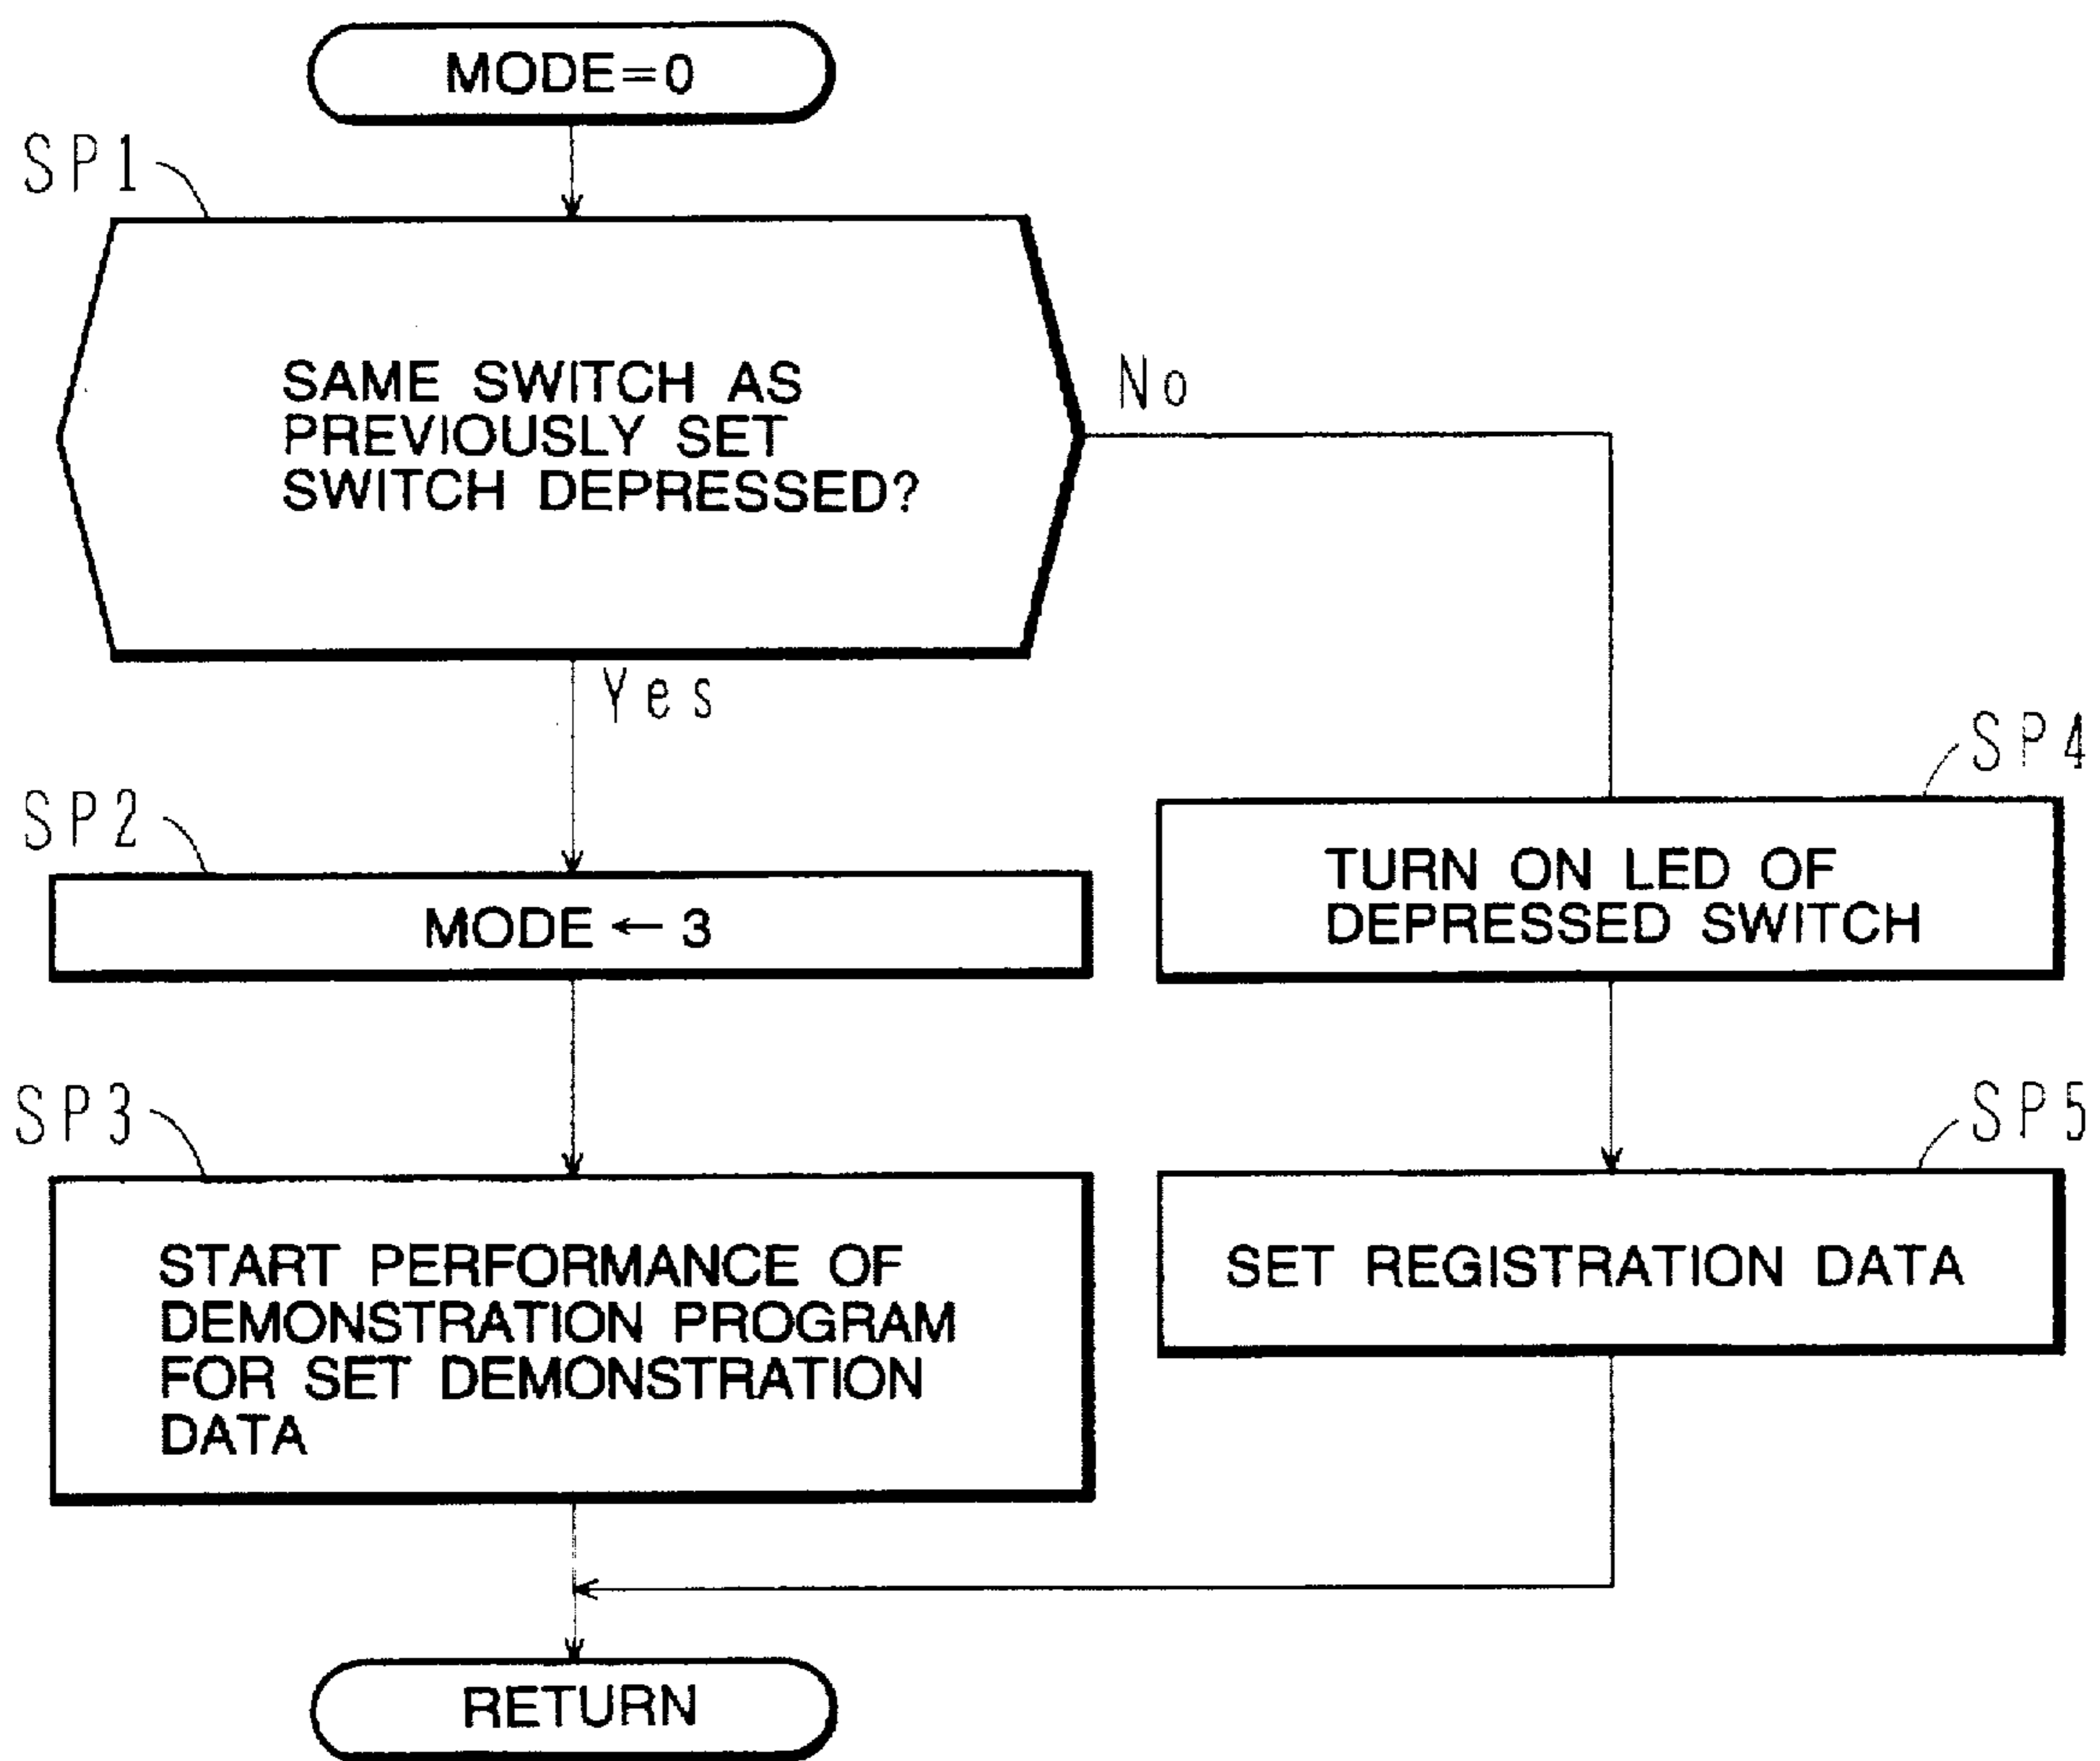 MODE=0
SP1
SAME SWITCH AS
PREVIOUSLY SET
SWITCH DEPRESSED?
No
Yes
SP2
MODE ← 3
SP4
TURN ON LED OF
DEPRESSED SWITCH
SP3
START PERFORMANCE OF
DEMONSTRATION PROGRAM
FOR SET DEMONSTRATION
DATA
SP5
SET REGISTRATION DATA
RETURN